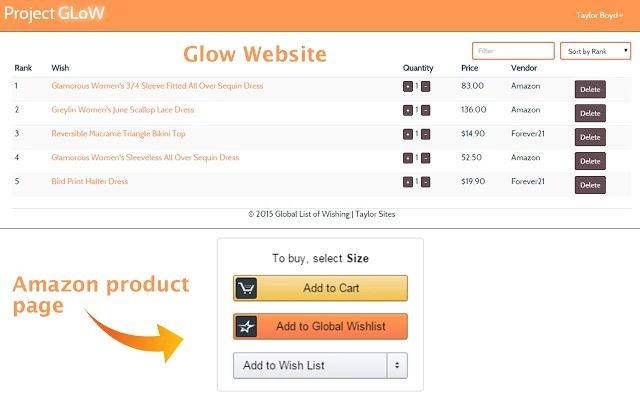 Project GLoW
Taylor Boyd
Glow Website
Filter
Sort by Rank
Rank Wish Quantity Price Vendor
1 Glamorous Women's 3/4 Sleeve Fitted All Over Sequin Dress + 1 - 83.00 Amazon Delete
2 Greylin Women's June Scallop Lace Dress + 1 - 136.00 Amazon Delete
3 Reversible Macramé Triangle Bikini Top + 1 - $14.90 Forever21 Delete
4 Glamorous Women's Sleeveless All Over Sequin Dress + 1 - 52.50 Amazon Delete
5 Bird Print Halter Dress + 1 - $19.90 Forever21 Delete
© 2015 Global List of Wishing | Taylor Sites
Amazon product
page
To buy, select Size
Add to Cart
Add to Global Wishlist
Add to Wish List